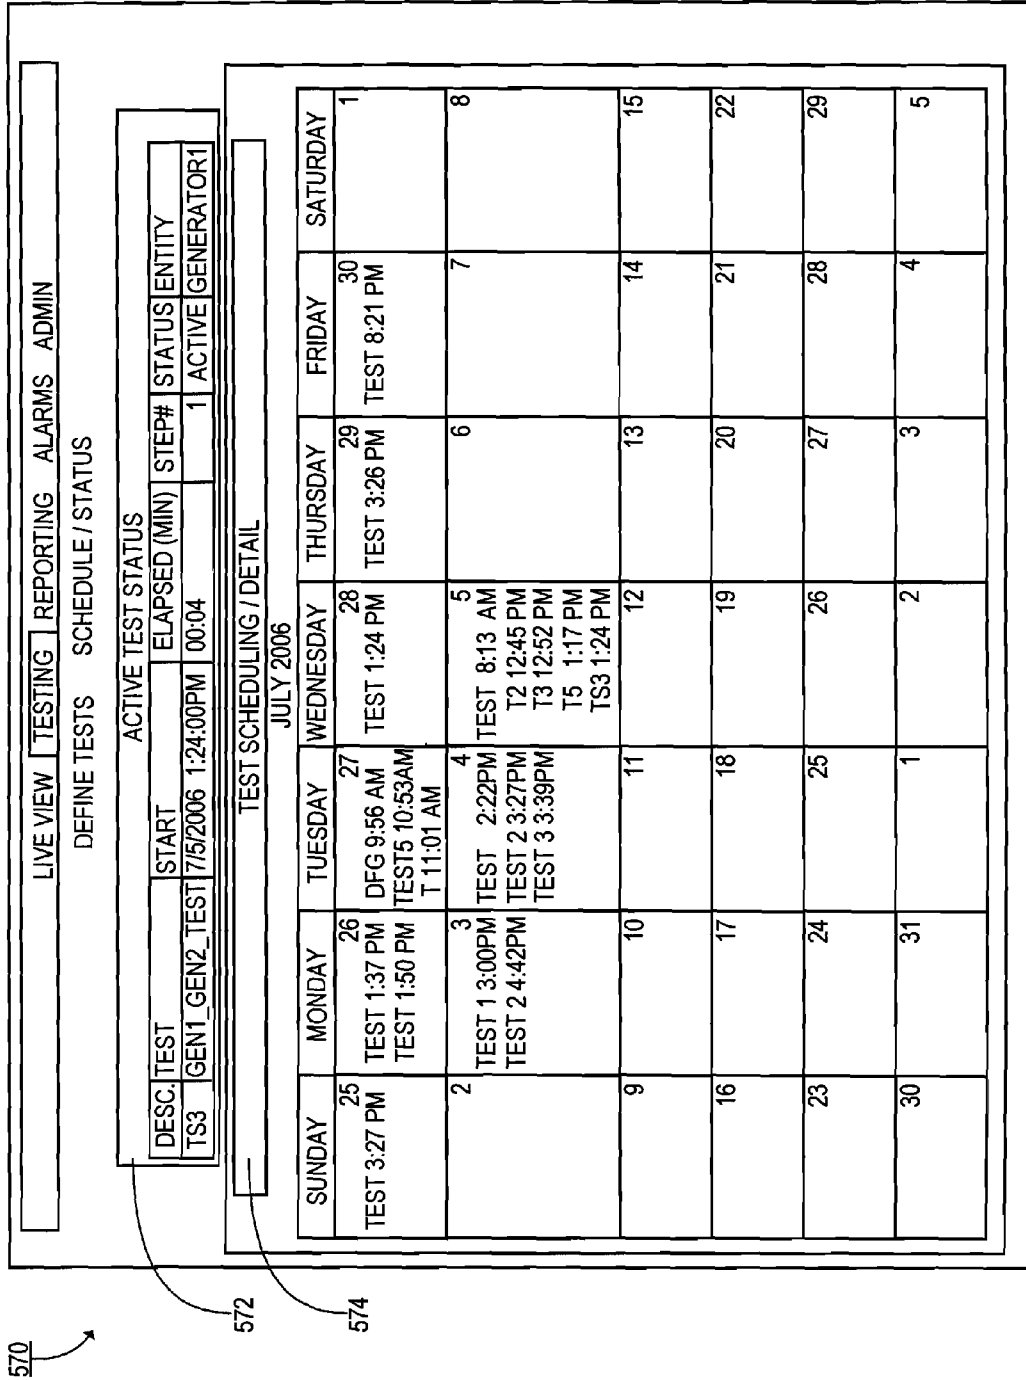 LIVE VIEW TESTING REPORTING ALARMS ADMIN
DEFINE TESTS SCHEDULE / STATUS
ACTIVE TEST STATUS
DESC. TEST START ELAPSED (MIN) STEP# STATUS ENTITY
TS3 GEN1_GEN2_TEST 7/5/2006 1:24:00PM 00:04 1 ACTIVE GENERATOR1
TEST SCHEDULING / DETAIL
JULY 2006
SUNDAY MONDAY TUESDAY WEDNESDAY THURSDAY FRIDAY SATURDAY
25 26 27 28 29 30 1
TEST 3:27 PM TEST 1:37 PM DFG 9:56 AM TEST 1:24 PM TEST 3:26 PM TEST 8:21 PM
TEST 1:50 PM TEST5 10:53AM
T 11:01 AM
2 3 4 5 6 7 8
TEST 1 3:00PM TEST 2:22PM TEST 8:13 AM
TEST 2 4:42PM TEST 2 3:27PM T2 12:45 PM
TEST 3 3:39PM T3 12:52 PM
T5 1:17 PM
TS3 1:24 PM
9 10 11 12 13 14 15
16 17 18 19 20 21 22
23 24 25 26 27 28 29
30 31 1 2 3 4 5
570
572
574